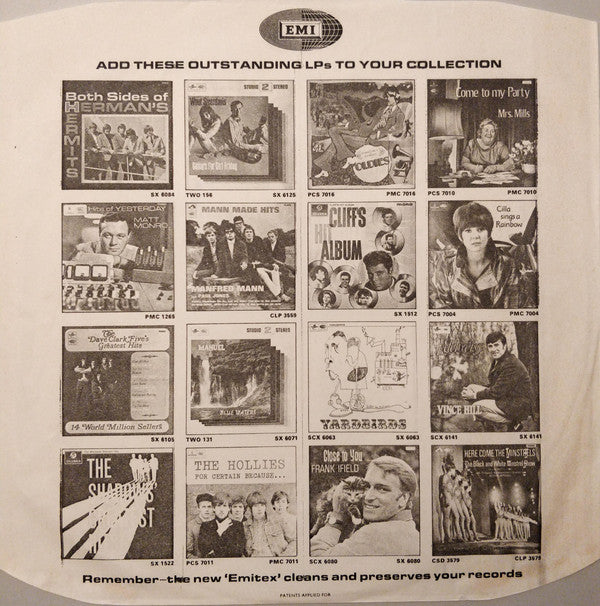 EMI
ADD THESE OUTSTANDING LPs TO YOUR COLLECTION
Both Sides of
HERMAN'S
HERMITS
SX 6084
STUDIO 2 STEREO
TWO 156
SX 6125
OLDIES
PCS 7016
PMC 7016
Come to my Party
Mrs. Mills
PCS 7010
PMC 7010
Hits of YESTERDAY
MATT
MONRO
PMC 1265
MANN MADE HITS
MANFRED MANN
PAUL JONES
CLP 3559
CLIFF'S
HIT
ALBUM
SX 1512
Cilla
sings a
Rainbow
PCS 7004
PMC 7004
The
Dave Clark Five's
Greatest Hits
14 World Million Sellers
SX 6105
STUDIO 2 STEREO
MANUEL
BLUE WATERS
TWO 131
SX 6071
YARDBIRDS
SCX 6063
SX 6063
VINCE HILL
SCX 6141
SX 6141
THE
SHADOWS'
SX 1522
THE HOLLIES
FOR CERTAIN BECAUSE...
PCS 7011
PMC 7011
Close to You
FRANK IFIELD
SCX 6080
SX 6080
HERE COME THE MINSTRELS
The Black and White Minstrel Show
CSD 3579
CLP 3579
Remember—the new 'Emitex' cleans and preserves your records
PATENTS APPLIED FOR